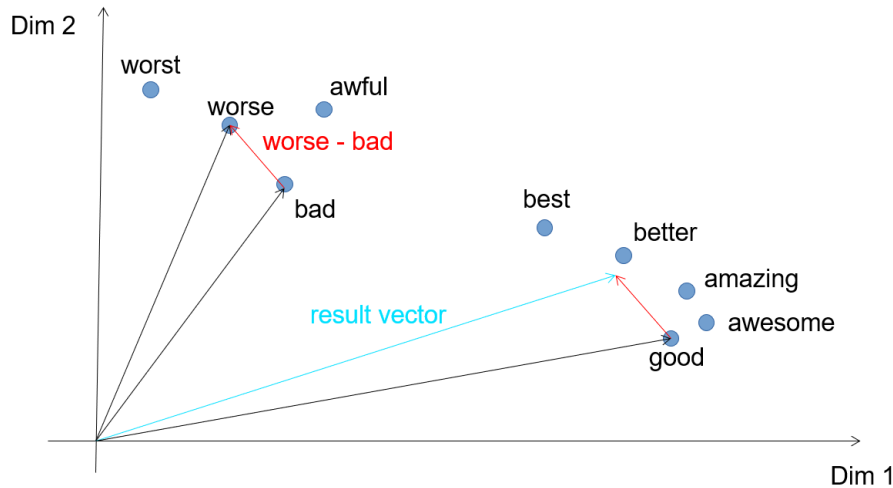 Dim 2
worst
awful
worse
worse - bad
bad
best
better
amazing
result vector
awesome
good
Dim 1